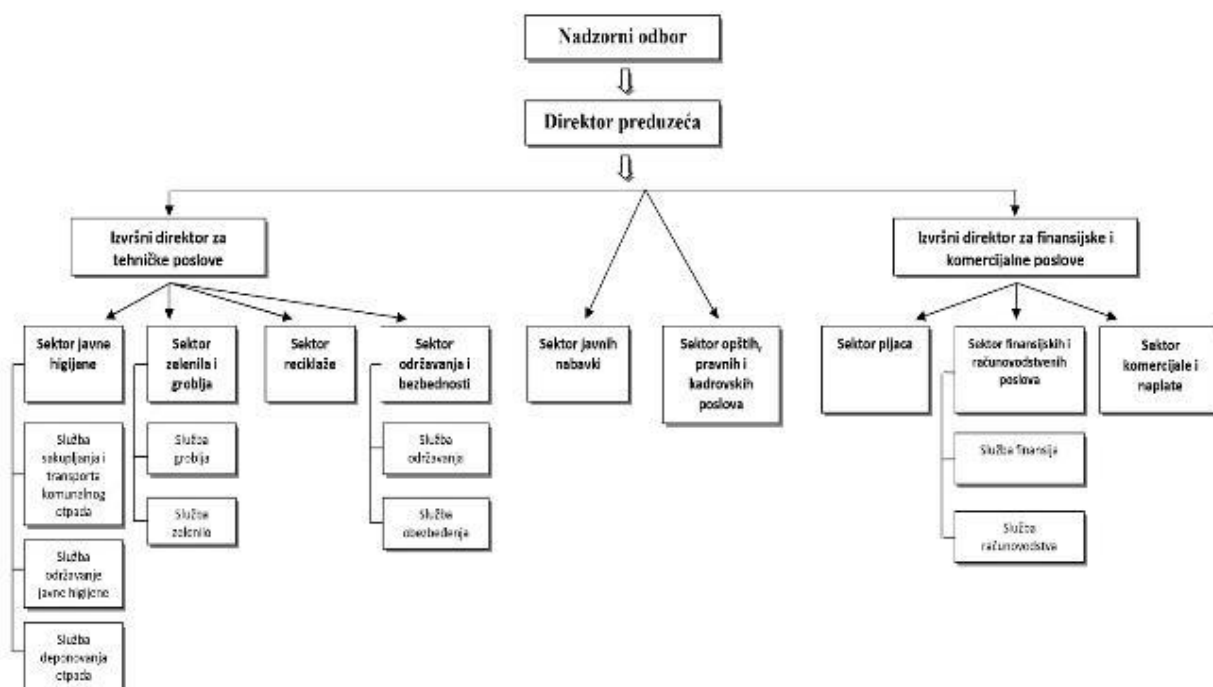 Nadzorni odbor
Direktor preduzeća
Izvršni direktor za
tehničke poslove
Izvršni direktor za finansijske i
komercijalne poslove
Sektor javne
higijene
Sektor
zelenila i
groblja
Sektor
reciklaže
Sektor
održavanja i
bezbednosti
Sektor javnih
nabavki
Sektor opštih,
pravnih i
kadrovskih
poslova
Sektor pijaca
Sektor finansijskih i
računovodstvenih
poslova
Sektor
komercijale i
naplate
Služba
sakupljanja i
transporta
komunalnog
otpada
Služba
groblja
Služba
održavanja
Služba finansija
Služba
zelenilo
Služba
obezbeđenja
Služba
računovodstva
Služba
održavanje
javne higijene
Služba
deponovanja
otpada